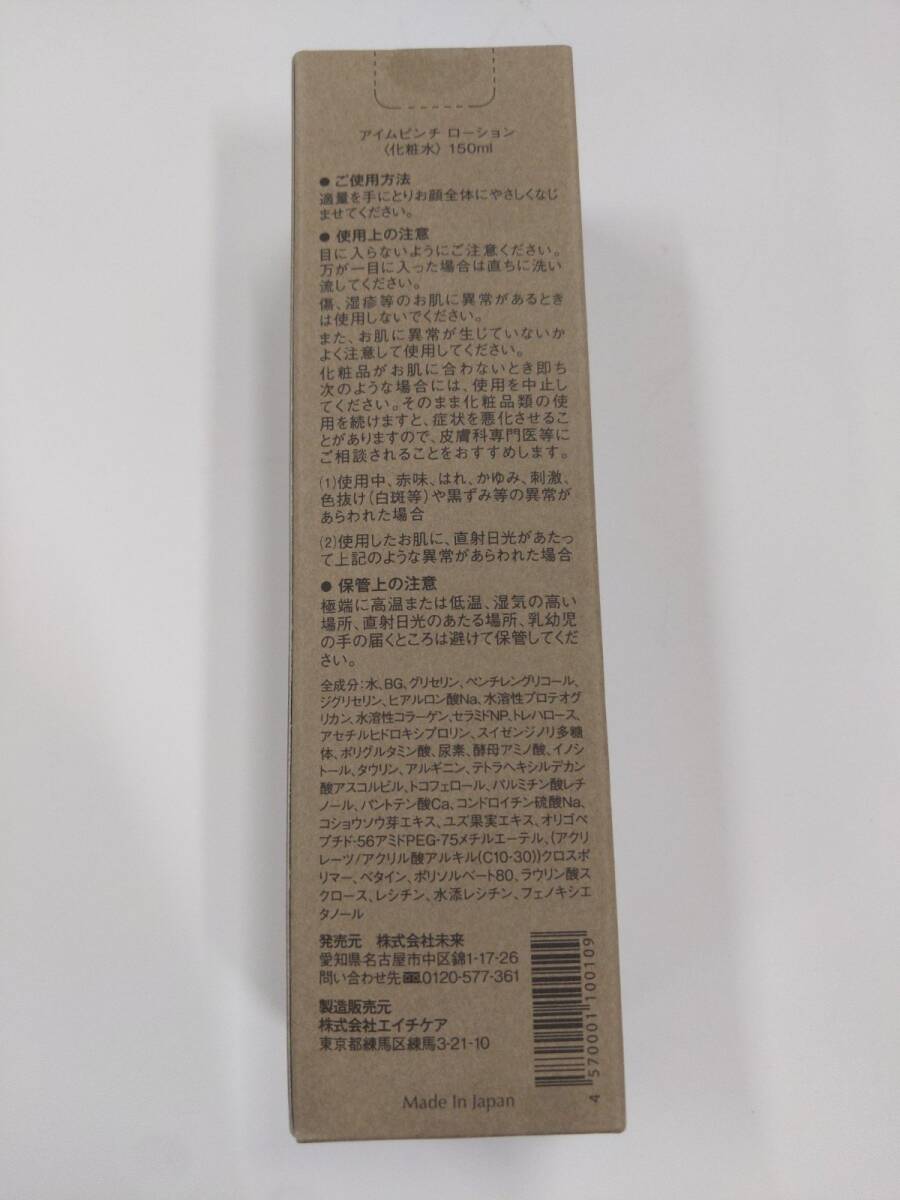 アイムピンチ ローション
〈化粧水〉 150ml
● ご使用方法
適量を手にとりお顔全体にやさしくなじ
ませてください。
● 使用上の注意
目に入らないようにご注意ください。
万が一目に入った場合は直ちに洗い
流してください。
傷、湿疹等のお肌に異常があるとき
は使用しないでください。
また、お肌に異常が生じていないか
よく注意して使用してください。
化粧品がお肌に合わないとき即ち
次のような場合には、使用を中止し
てください。そのまま化粧品類の使
用を続けますと、症状を悪化させるこ
とがありますので、皮膚科専門医等に
ご相談されることをおすすめします。
(1)使用中、赤味、はれ、かゆみ、刺激、
色抜け(白斑等)や黒ずみ等の異常が
あらわれた場合
(2)使用したお肌に、直射日光があたっ
て上記のような異常があらわれた場合
● 保管上の注意
極端に高温または低温、湿気の高い
場所、直射日光のあたる場所、乳幼児
の手の届くところは避けて保管してくだ
さい。
全成分:水、BG、グリセリン、ペンチレングリコール、
ジグリセリン、ヒアルロン酸Na、水溶性プロテオグ
リカン、水溶性コラーゲン、セラミドNP、トレハロース、
アセチルヒドロキシプロリン、スイゼンジノリ多糖
体、ポリグルタミン酸、尿素、酵母アミノ酸、イノシ
トール、タウリン、アルギニン、テトラヘキシルデカン
酸アスコルビル、トコフェロール、パルミチン酸レチ
ノール、パントテン酸Ca、コンドロイチン硫酸Na、
コショウソウ芽エキス、ユズ果実エキス、オリゴペ
プチド-56アミドPEG-75メチルエーテル、(アクリ
レーツ/アクリル酸アルキル(C10-30))クロスポ
リマー、ベタイン、ポリソルベート80、ラウリン酸ス
クロース、レシチン、水添レシチン、フェノキシエ
タノール
発売元 株式会社未来
愛知県名古屋市中区錦1-17-26
問い合わせ先 0120-577-361
製造販売元
株式会社エイチケア
東京都練馬区練馬3-21-10
4 570001 100109
Made In Japan